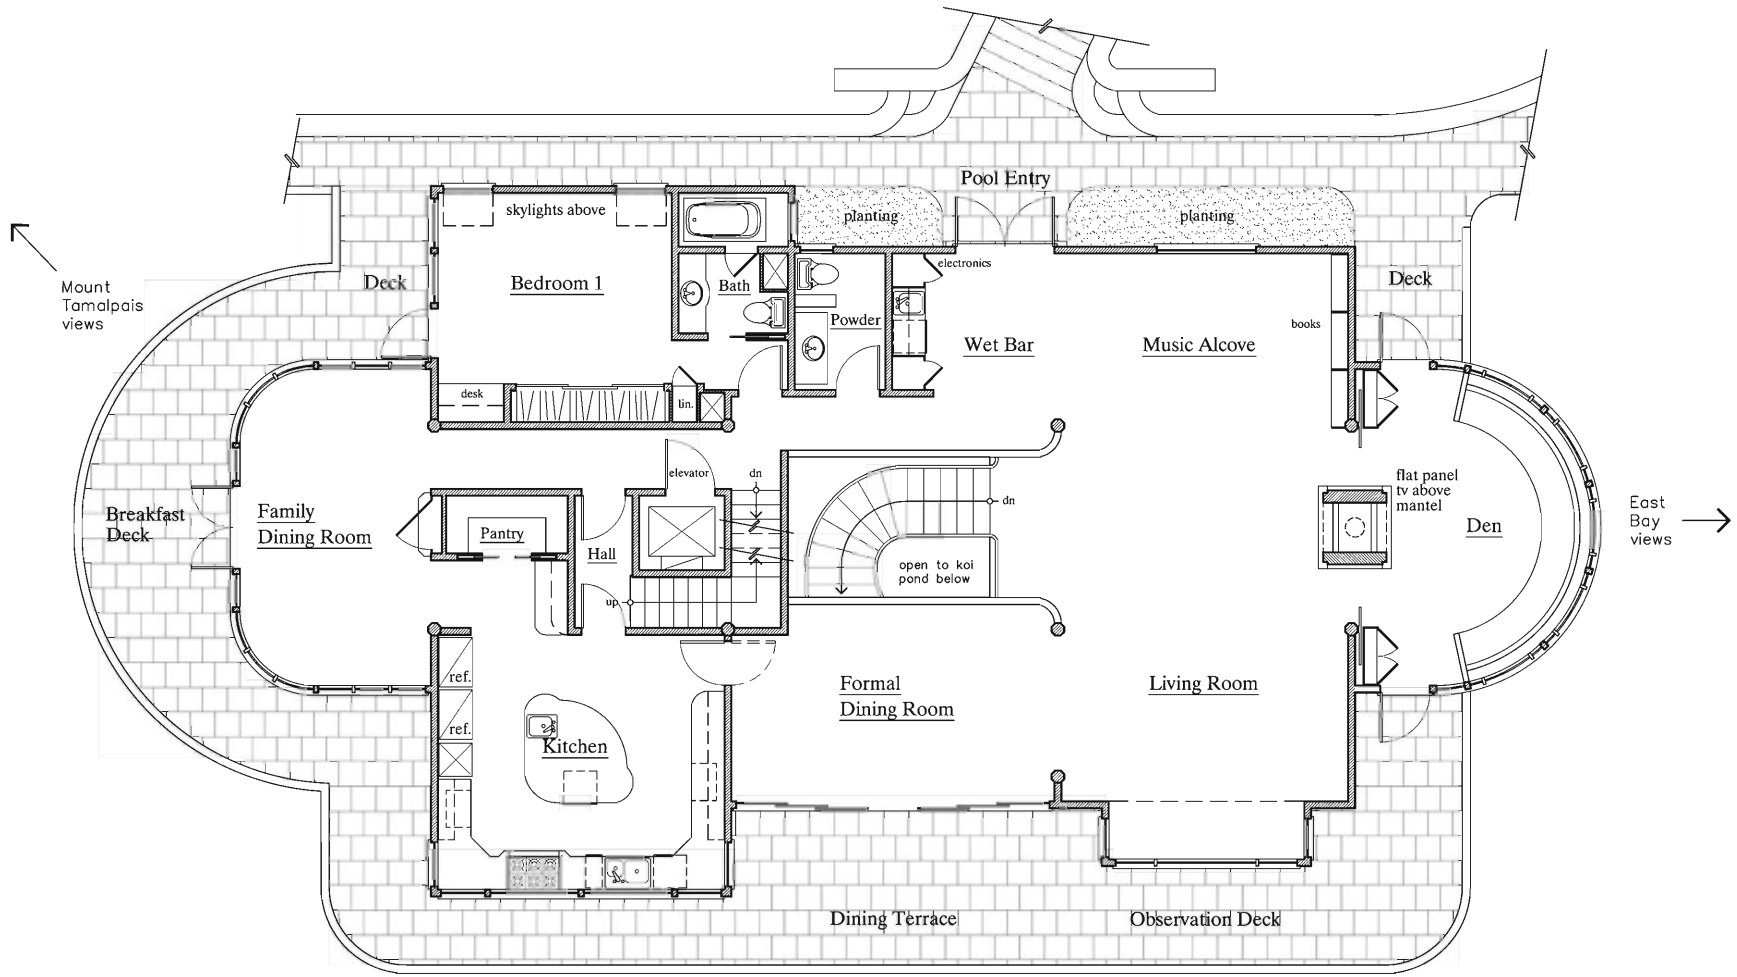 Pool Entry
skylights above
planting
planting
Mount
Tamalpais
views
Deck
Bedroom 1
Bath
electronics
Deck
Powder
books
Wet Bar
Music Alcove
desk
lin.
elevator
dn
flat panel
tv above
mantel
dn
East
Bay
views
Breakfast
Deck
Family
Dining Room
Pantry
Hall
Den
open to koi
pond below
up
ref.
Formal
Dining Room
Living Room
ref.
Kitchen
Dining Terrace
Observation Deck